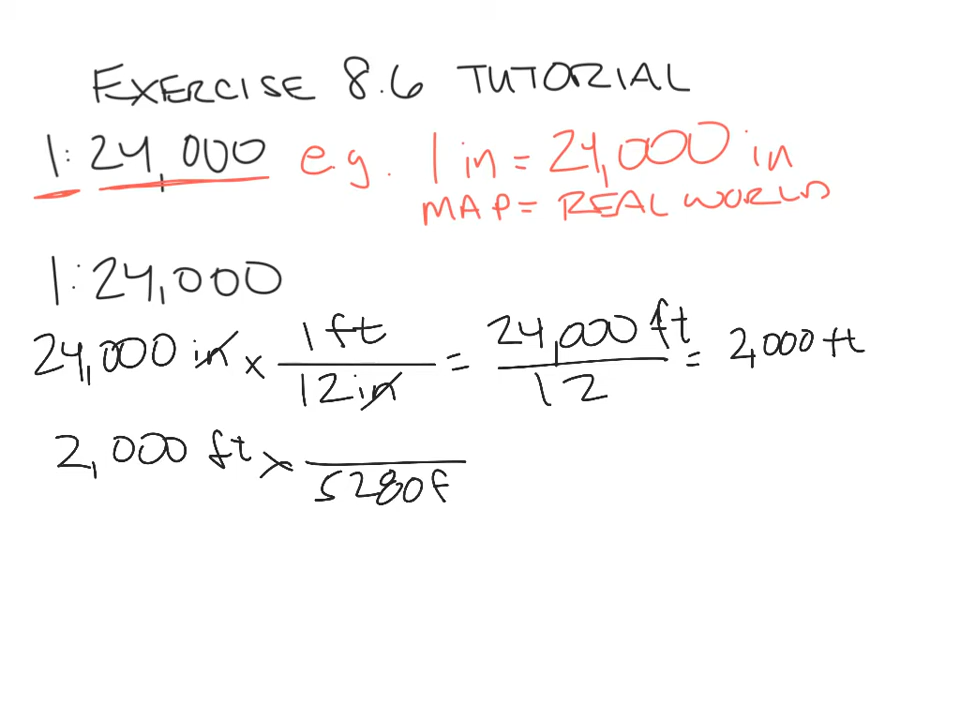 EXERCISE 8.6 TUTORIAL
1:24,000 e.g. 1 in = 24,000 in
MAP = REAL WORLD
1:24,000
24,000 in × 1 ft / 12 in = 24,000 ft / 12 = 2,000 ft
2,000 ft × / 5280 f